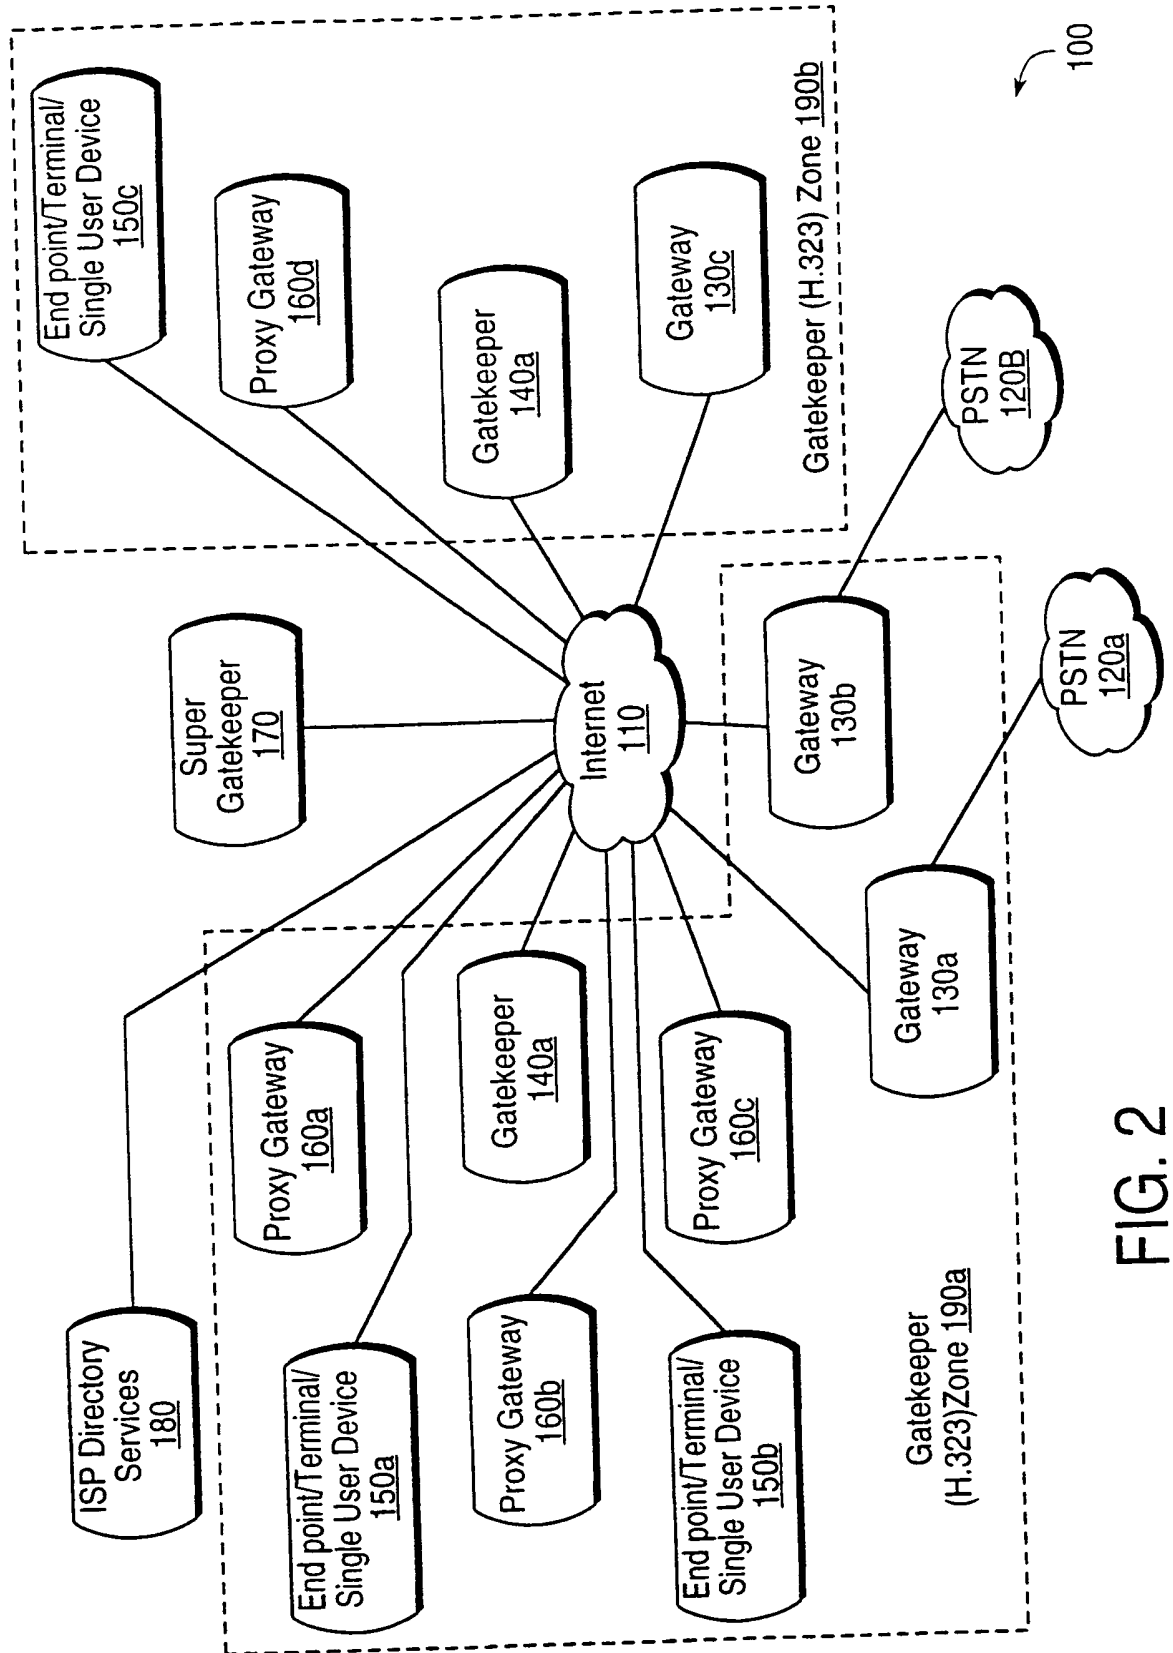 ISP Directory
Services
180
Super
Gatekeeper
170
End point/Terminal/
Single User Device
150c
Proxy Gateway
160d
Gatekeeper
140a
Gateway
130c
Gatekeeper (H.323) Zone 190b
Proxy Gateway
160a
End point/Terminal/
Single User Device
150a
Gatekeeper
140a
Internet
110
Proxy Gateway
160b
Proxy Gateway
160c
End point/Terminal/
Single User Device
150b
Gateway
130b
Gateway
130a
PSTN
120B
PSTN
120a
Gatekeeper
(H.323)Zone 190a
100
FIG. 2